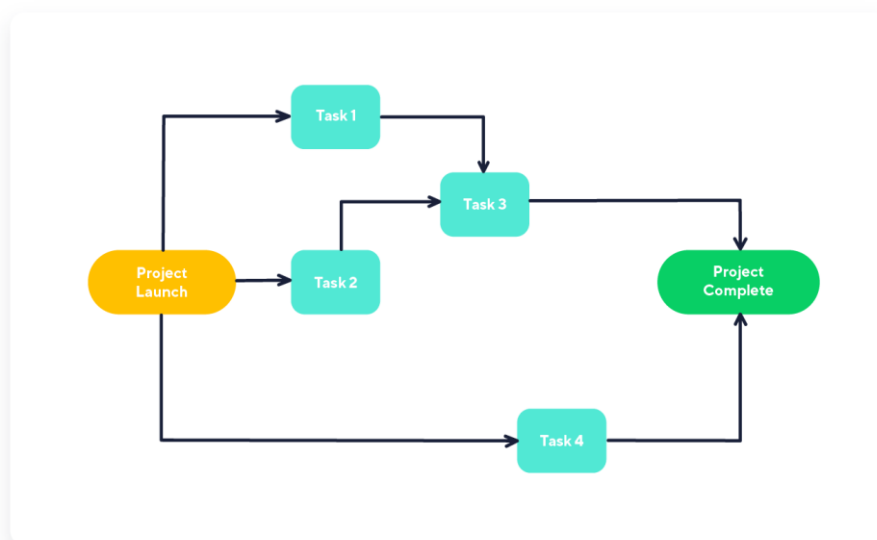 Task 1
Task 3
Project
Launch
Task 2
Project
Complete
Task 4